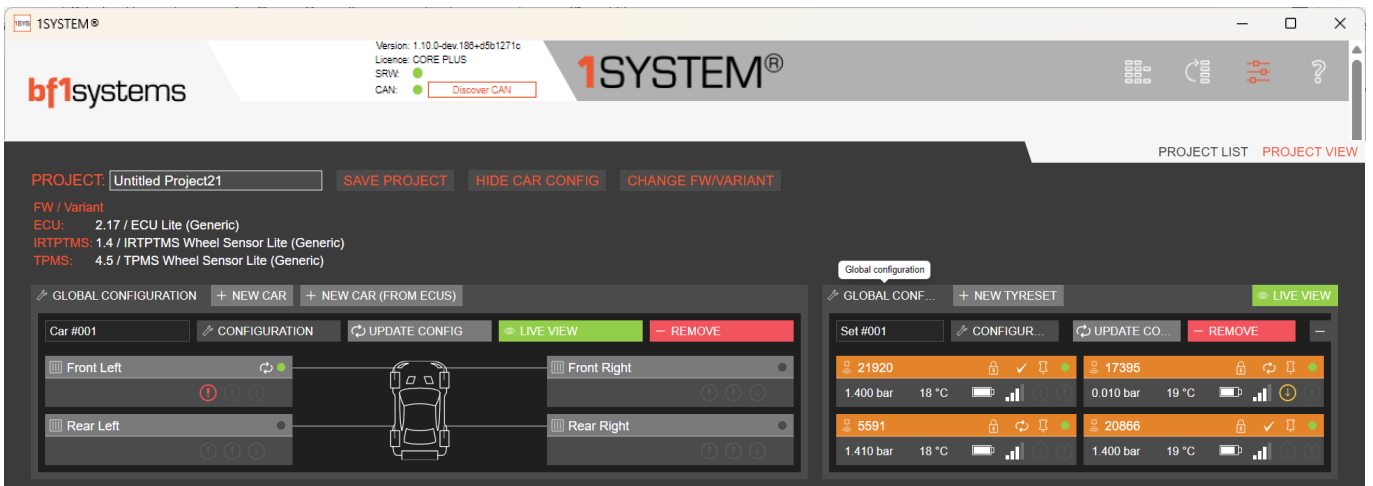 1SYS 1SYSTEM®
Version: 1.10.0-dev.186+d5b1271c
Licence: CORE PLUS
SRW:
CAN: Discover CAN
bf1systems
1SYSTEM®
PROJECT LIST PROJECT VIEW
PROJECT: Untitled Project21 SAVE PROJECT HIDE CAR CONFIG CHANGE FW/VARIANT
FW / Variant
ECU: 2.17 / ECU Lite (Generic)
IRTPTMS: 1.4 / IRTPTMS Wheel Sensor Lite (Generic)
TPMS: 4.5 / TPMS Wheel Sensor Lite (Generic)
Global configuration
GLOBAL CONFIGURATION + NEW CAR + NEW CAR (FROM ECUS)
Car #001 CONFIGURATION UPDATE CONFIG LIVE VIEW − REMOVE
Front Left Front Right
Rear Left Rear Right
GLOBAL CONF... + NEW TYRESET LIVE VIEW
Set #001 CONFIGUR... UPDATE CO... − REMOVE −
21920 17395
1.400 bar 18 °C 0.010 bar 19 °C
5591 20866
1.410 bar 18 °C 1.400 bar 19 °C